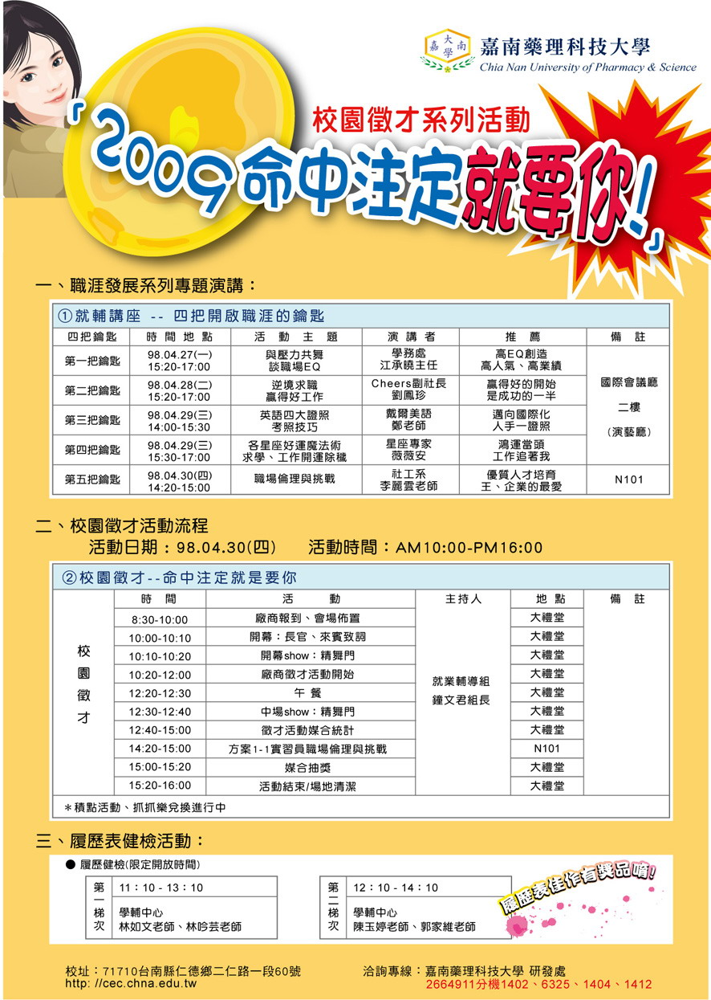 嘉南藥理科技大學
Chia Nan University of Pharmacy & Science
嘉大南學
校園徵才系列活動
「2009命中注定就要你!」
一、職涯發展系列專題演講：
①就輔講座 -- 四把開啟職涯的鑰匙
四把鑰匙 時間地點 活動主題 演講者 推薦 備註
第一把鑰匙 98.04.27(一) 15:20-17:00 與壓力共舞 談職場EQ 學務處 江承曉主任 高EQ創造 高人氣、高業績
第二把鑰匙 98.04.28(二) 15:20-17:00 逆境求職 贏得好工作 Cheers副社長 劉鳳珍 贏得好的開始 是成功的一半
第三把鑰匙 98.04.29(三) 14:00-15:30 英語四大證照 考照技巧 戴爾美語 鄭老師 邁向國際化 人手一證照
第四把鑰匙 98.04.29(三) 15:30-17:00 各星座好運魔法術 求學、工作開運除穢 星座專家 薇薇安 鴻運當頭 工作追著我
國際會議廳 二樓 (演藝廳)
第五把鑰匙 98.04.30(四) 14:20-15:00 職場倫理與挑戰 社工系 李麗雲老師 優質人才培育 王、企業的最愛 N101
二、校園徵才活動流程
活動日期：98.04.30(四) 活動時間：AM10:00-PM16:00
②校園徵才--命中注定就是要你
時間 活動 主持人 地點 備註
校園徵才
8:30-10:00 廠商報到、會場佈置 大禮堂
10:00-10:10 開幕：長官、來賓致詞 大禮堂
10:10-10:20 開幕show：精舞門 大禮堂
10:20-12:00 廠商徵才活動開始 大禮堂
就業輔導組
鐘文君組長
12:20-12:30 午餐 大禮堂
12:30-12:40 中場show：精舞門 大禮堂
12:40-15:00 徵才活動媒合統計 大禮堂
14:20-15:00 方案1-1實習員職場倫理與挑戰 N101
15:00-15:20 媒合抽獎 大禮堂
15:20-16:00 活動結束/場地清潔 大禮堂
＊積點活動、抓抓樂兌換進行中
三、履歷表健檢活動：
● 履歷健檢(限定開放時間)
第一梯次 11：10 - 13：10
學輔中心
林如文老師、林吟芸老師
第二梯次 12：10 - 14：10
學輔中心
陳玉婷老師、郭家維老師
履歷表佳作有獎品唷!
校址：71710台南縣仁德鄉二仁路一段60號
http: //cec.chna.edu.tw
洽詢專線：嘉南藥理科技大學 研發處
2664911分機1402、6325、1404、1412